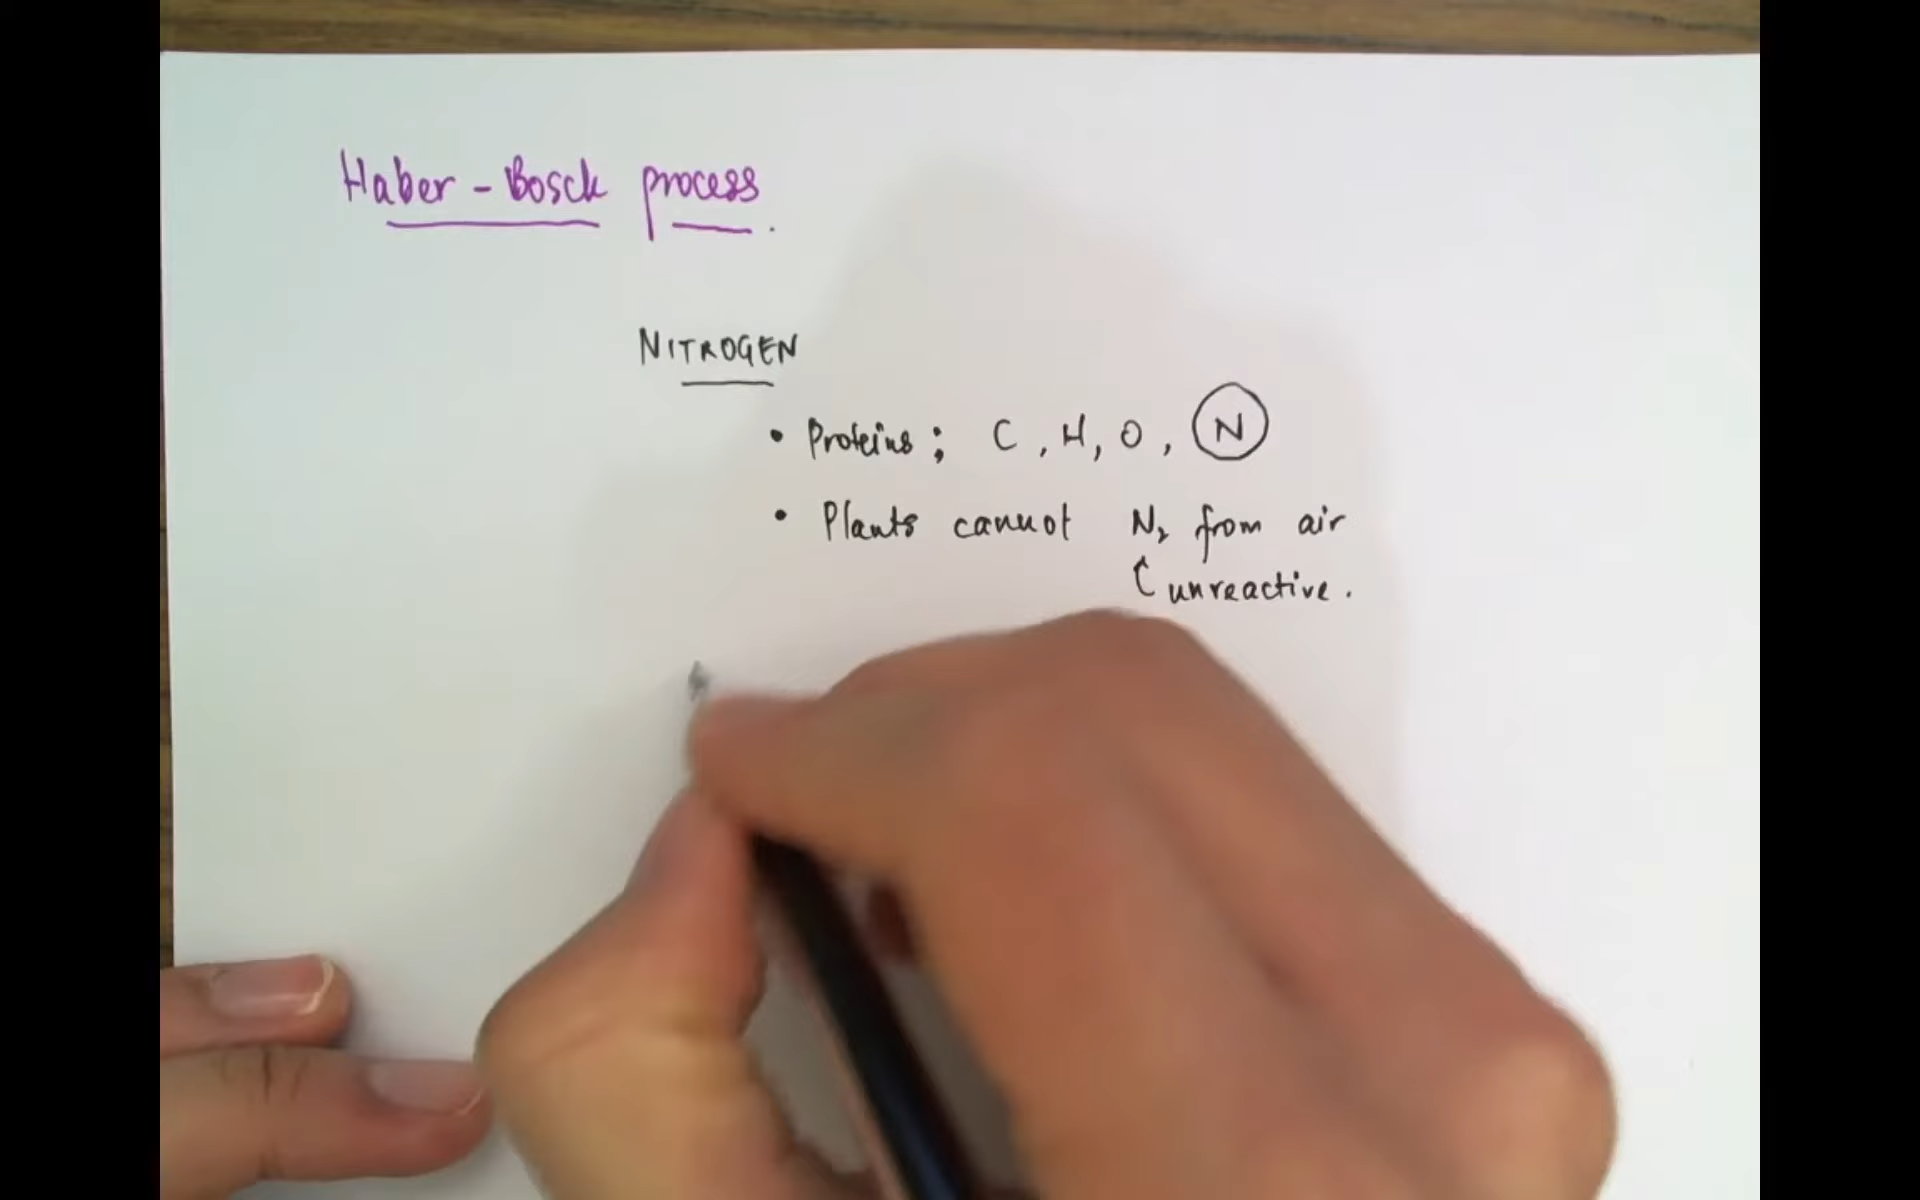 Haber - Bosch process.
NITROGEN
• Proteins; C, H, O, N
• Plants cannot N₂ from air
( unreactive.